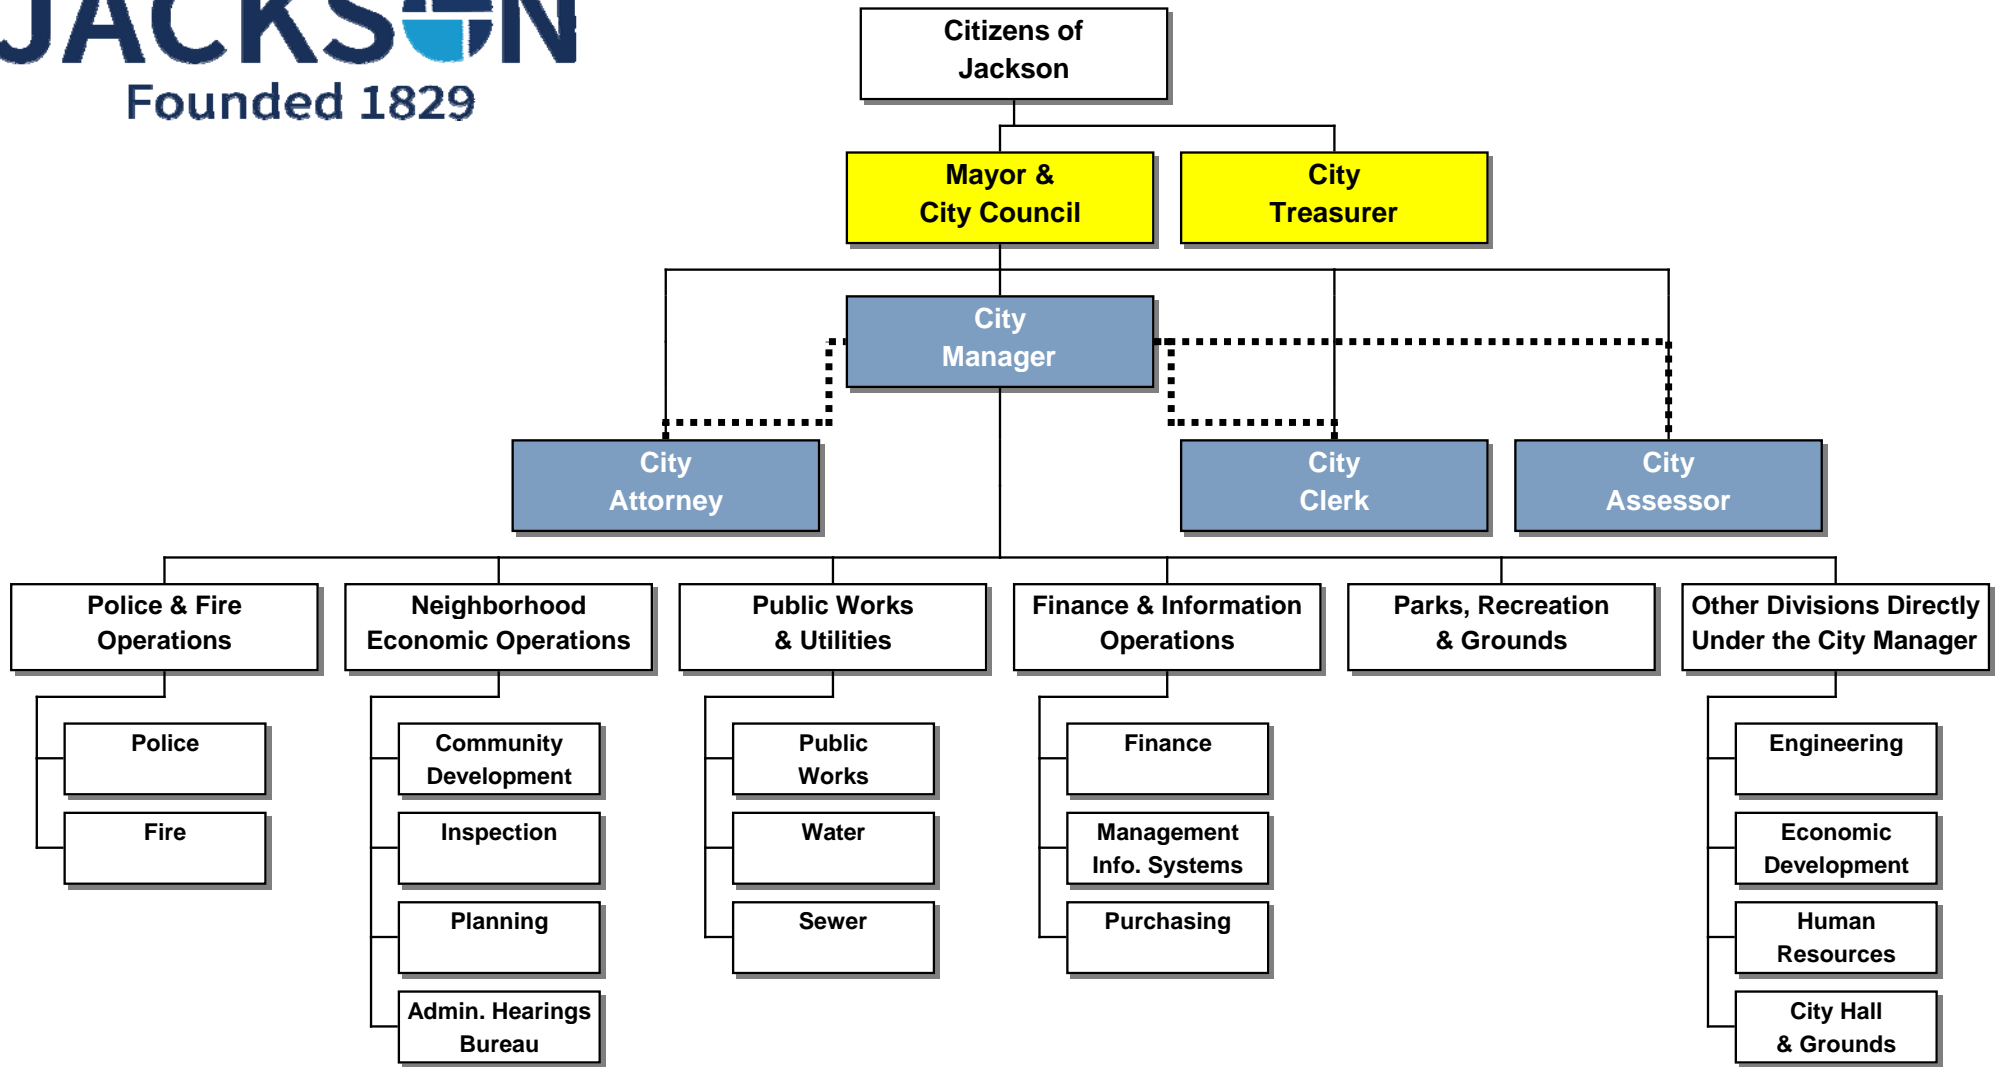 JACKSON
Founded 1829
Citizens of
Jackson
Mayor &
City Council
City
Treasurer
City
Manager
City
Attorney
City
Clerk
City
Assessor
Police & Fire
Operations
Neighborhood
Economic Operations
Public Works
& Utilities
Finance & Information
Operations
Parks, Recreation
& Grounds
Other Divisions Directly
Under the City Manager
Police
Fire
Community
Development
Inspection
Planning
Admin. Hearings
Bureau
Public
Works
Water
Sewer
Finance
Management
Info. Systems
Purchasing
Engineering
Economic
Development
Human
Resources
City Hall
& Grounds